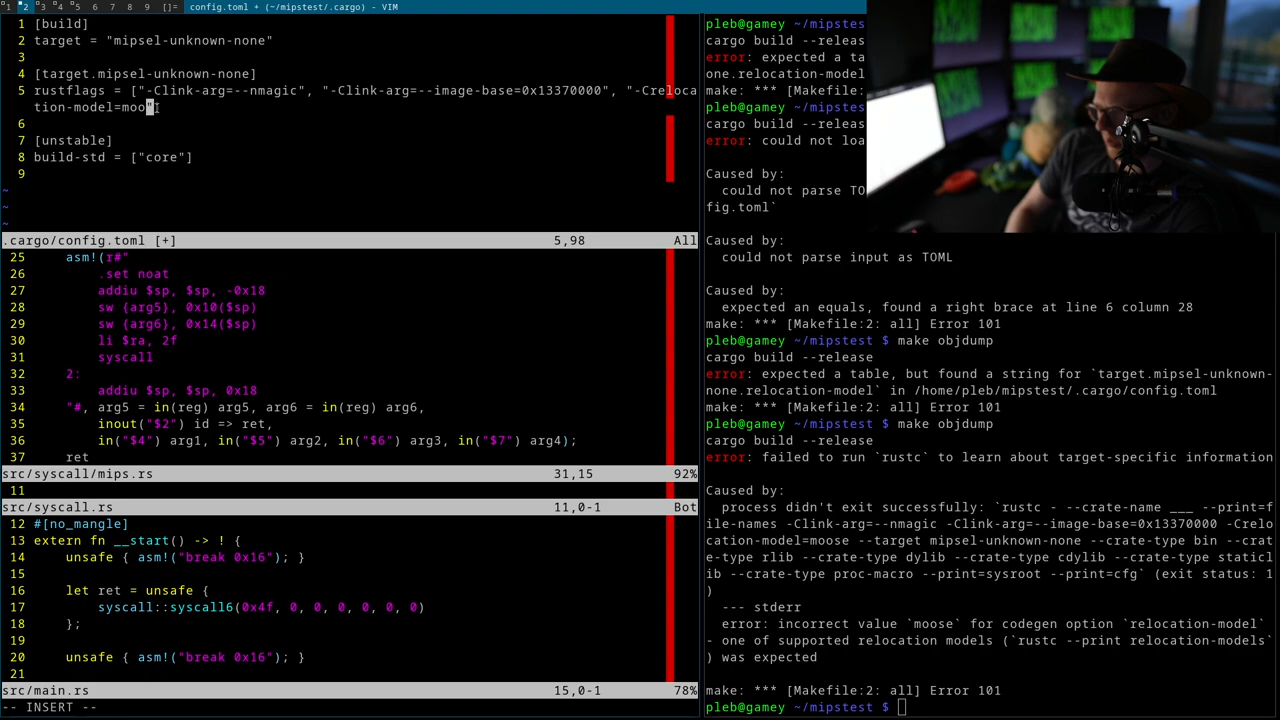 1 2 3 4 5 6 7 8 9 []= config.toml + (~/mipstest/.cargo) - VIM
1 [build]
2 target = "mipsel-unknown-none"
3
4 [target.mipsel-unknown-none]
5 rustflags = ["-Clink-arg=--nmagic", "-Clink-arg=--image-base=0x13370000", "-Creloca
tion-model=moo"
6
7 [unstable]
8 build-std = ["core"]
9
~
~
~
.cargo/config.toml [+] 5,98 All
25 asm!(r#"
26 .set noat
27 addiu $sp, $sp, -0x18
28 sw {arg5}, 0x10($sp)
29 sw {arg6}, 0x14($sp)
30 li $ra, 2f
31 syscall
32 2:
33 addiu $sp, $sp, 0x18
34 "#, arg5 = in(reg) arg5, arg6 = in(reg) arg6,
35 inout("$2") id => ret,
36 in("$4") arg1, in("$5") arg2, in("$6") arg3, in("$7") arg4);
37 ret
src/syscall/mips.rs 31,15 92%
11
src/syscall.rs 11,0-1 Bot
12 #[no_mangle]
13 extern fn __start() -> ! {
14 unsafe { asm!("break 0x16"); }
15
16 let ret = unsafe {
17 syscall::syscall6(0x4f, 0, 0, 0, 0, 0, 0)
18 };
19
20 unsafe { asm!("break 0x16"); }
21
src/main.rs 15,0-1 78%
-- INSERT --
pleb@gamey ~/mipstes
cargo build --releas
error: expected a ta
one.relocation-model
make: *** [Makefile:
pleb@gamey ~/mipstes
cargo build --releas
error: could not loa
Caused by:
could not parse TO
fig.toml`
Caused by:
could not parse input as TOML
Caused by:
expected an equals, found a right brace at line 6 column 28
make: *** [Makefile:2: all] Error 101
pleb@gamey ~/mipstest $ make objdump
cargo build --release
error: expected a table, but found a string for `target.mipsel-unknown-
none.relocation-model` in /home/pleb/mipstest/.cargo/config.toml
make: *** [Makefile:2: all] Error 101
pleb@gamey ~/mipstest $ make objdump
cargo build --release
error: failed to run `rustc` to learn about target-specific information
Caused by:
process didn't exit successfully: `rustc - --crate-name ___ --print=f
ile-names -Clink-arg=--nmagic -Clink-arg=--image-base=0x13370000 -Crelo
cation-model=moose --target mipsel-unknown-none --crate-type bin --crat
e-type rlib --crate-type dylib --crate-type cdylib --crate-type staticl
ib --crate-type proc-macro --print=sysroot --print=cfg` (exit status: 1
)
--- stderr
error: incorrect value `moose` for codegen option `relocation-model`
- one of supported relocation models (`rustc --print relocation-models`
) was expected
make: *** [Makefile:2: all] Error 101
pleb@gamey ~/mipstest $